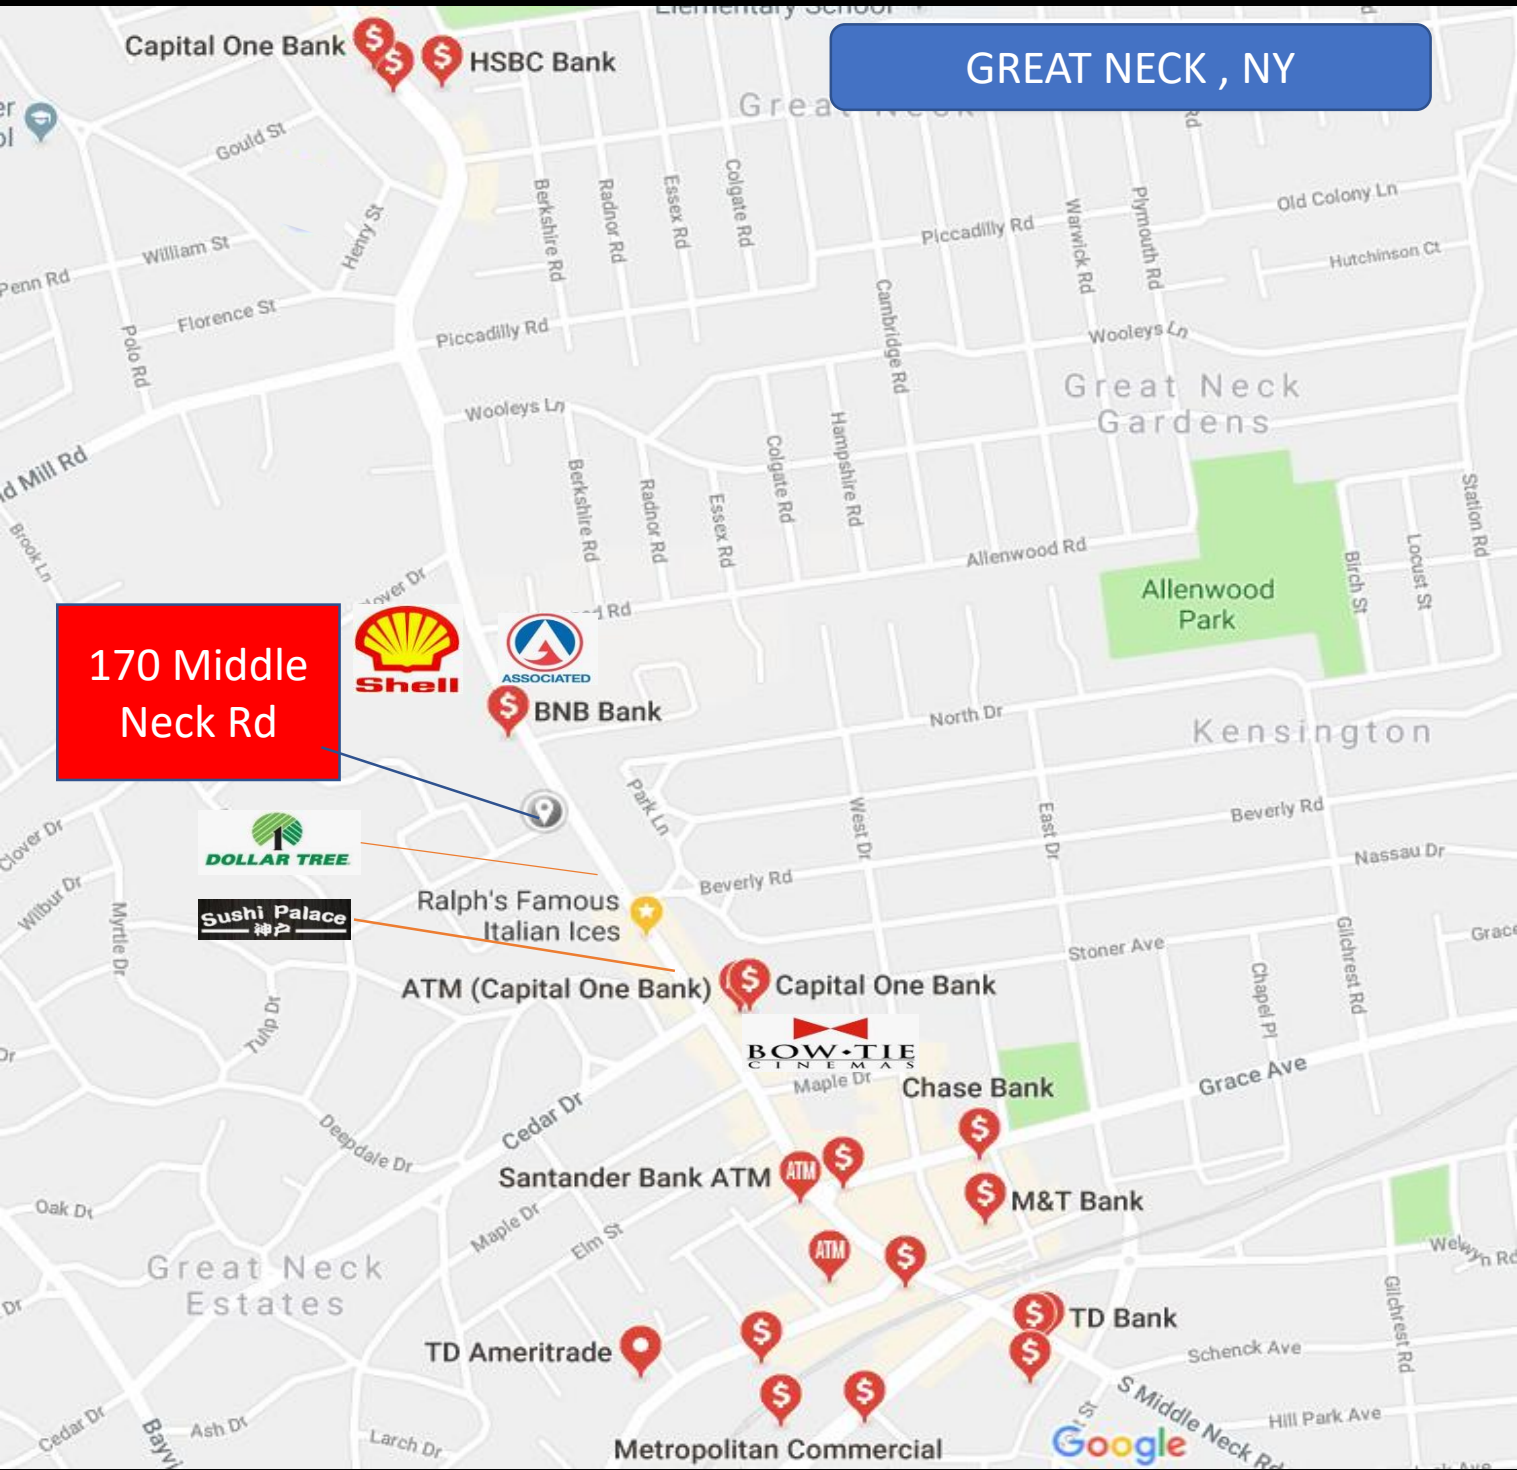 Elementary School
Capital One Bank
HSBC Bank
GREAT NECK , NY
Gould St
Berkshire Rd
Radnor Rd
Essex Rd
Colgate Rd
Piccadilly Rd
Warwick Rd
Plymouth Rd
Old Colony Ln
Hutchinson Ct
William St
Henry St
Penn Rd
Florence St
Polo Rd
Piccadilly Rd
Cambridge Rd
Wooleys Ln
Great Neck
Gardens
Wooleys Ln
Mill Rd
Brook Ln
Berkshire Rd
Radnor Rd
Essex Rd
Colgate Rd
Hampshire Rd
Allenwood Rd
Station Rd
Locust St
Birch St
Allenwood
Park
Rd
170 Middle
Neck Rd
Shell
ASSOCIATED
BNB Bank
North Dr
Kensington
Park Ln
West Dr
East Dr
Beverly Rd
Nassau Dr
Clover Dr
Wilbur Dr
Myrtle Dr
DOLLAR TREE
Sushi Palace
神戸
Ralph's Famous
Italian Ices
Beverly Rd
Stoner Ave
Gilchrest Rd
Grace
Chapel Pl
Tulip Dr
ATM (Capital One Bank)
Capital One Bank
BOW·TIE
CINEMAS
Maple Dr
Chase Bank
Grace Ave
Cedar Dr
Deepdale Dr
Santander Bank ATM
ATM
M&T Bank
Oak Dr
Maple Dr
Elm St
ATM
Great Neck
Estates
Welwyn Rd
Gilchrest Rd
TD Bank
TD Ameritrade
Schenck Ave
S Middle Neck Rd
Hill Park Ave
Cedar Dr
Ash Dr
Larch Dr
Metropolitan Commercial
Google